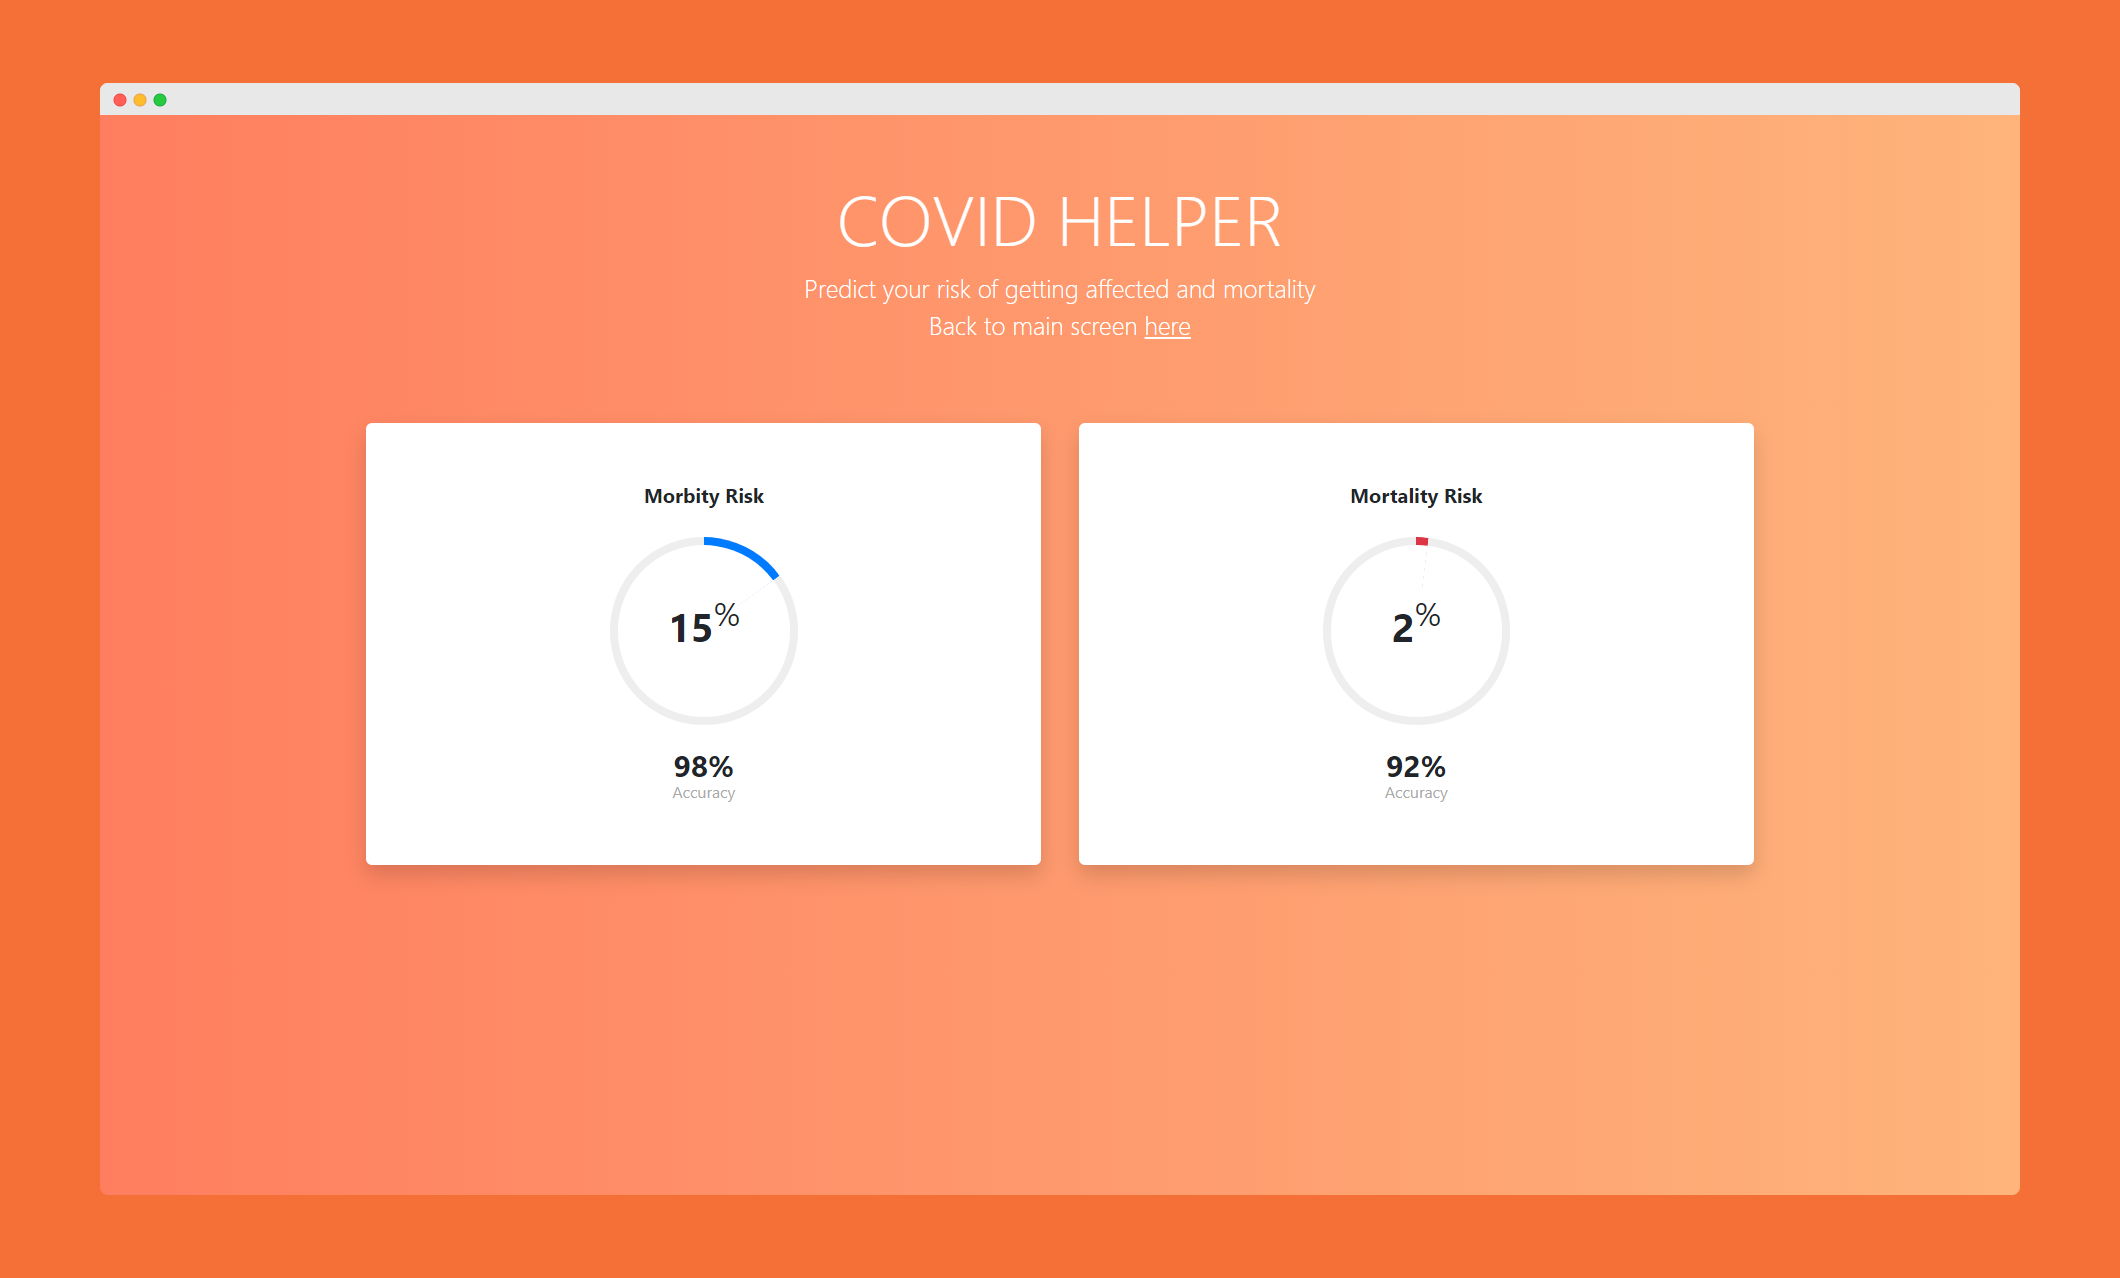 COVID HELPER
Predict your risk of getting affected and mortality
Back to main screen here
Morbity Risk
15%
98%
Accuracy
Mortality Risk
2%
92%
Accuracy